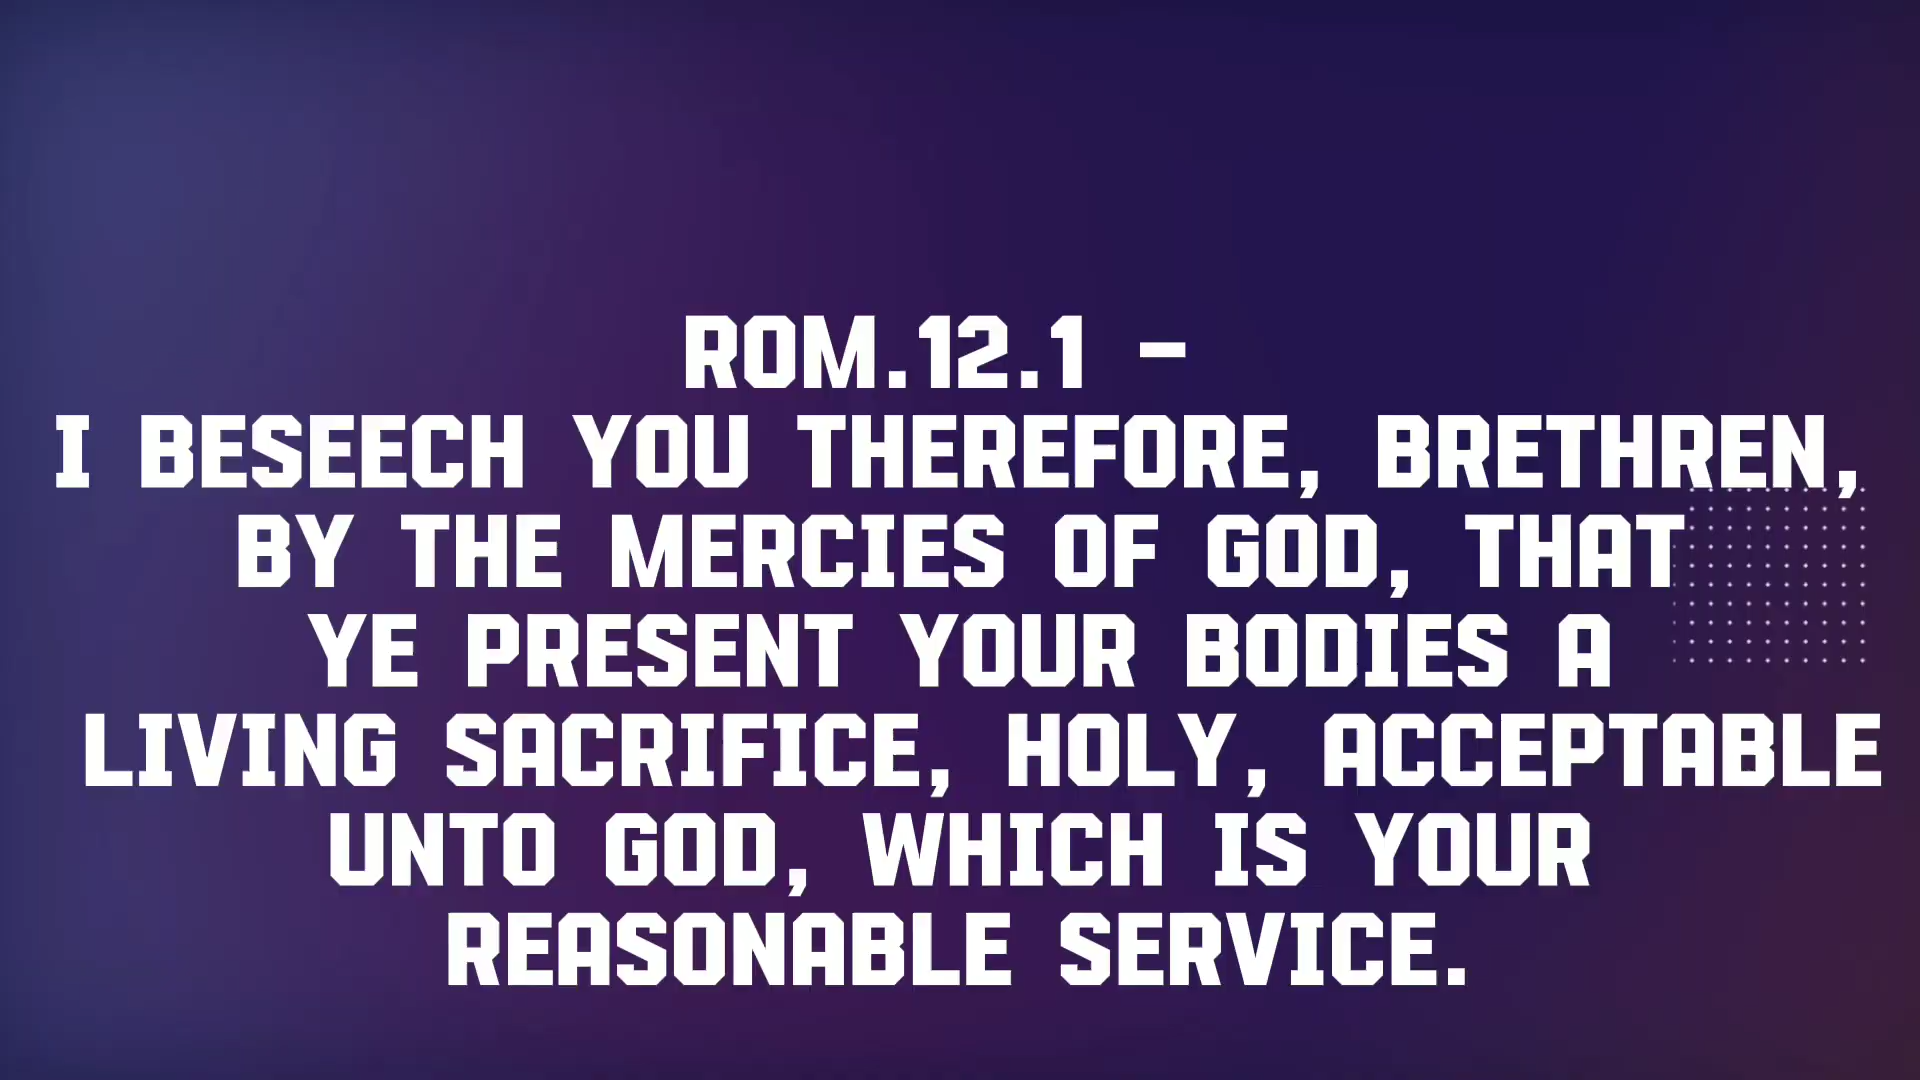 ROM.12.1 –
I BESEECH YOU THEREFORE, BRETHREN,
BY THE MERCIES OF GOD, THAT
YE PRESENT YOUR BODIES A
LIVING SACRIFICE, HOLY, ACCEPTABLE
UNTO GOD, WHICH IS YOUR
REASONABLE SERVICE.